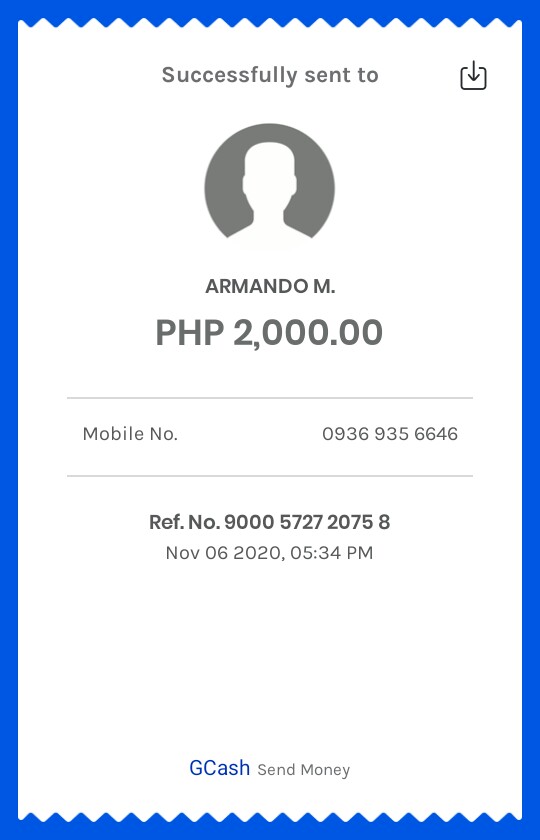 Successfully sent to
ARMANDO M.
PHP 2,000.00
Mobile No. 0936 935 6646
Ref. No. 9000 5727 2075 8
Nov 06 2020, 05:34 PM
GCash Send Money